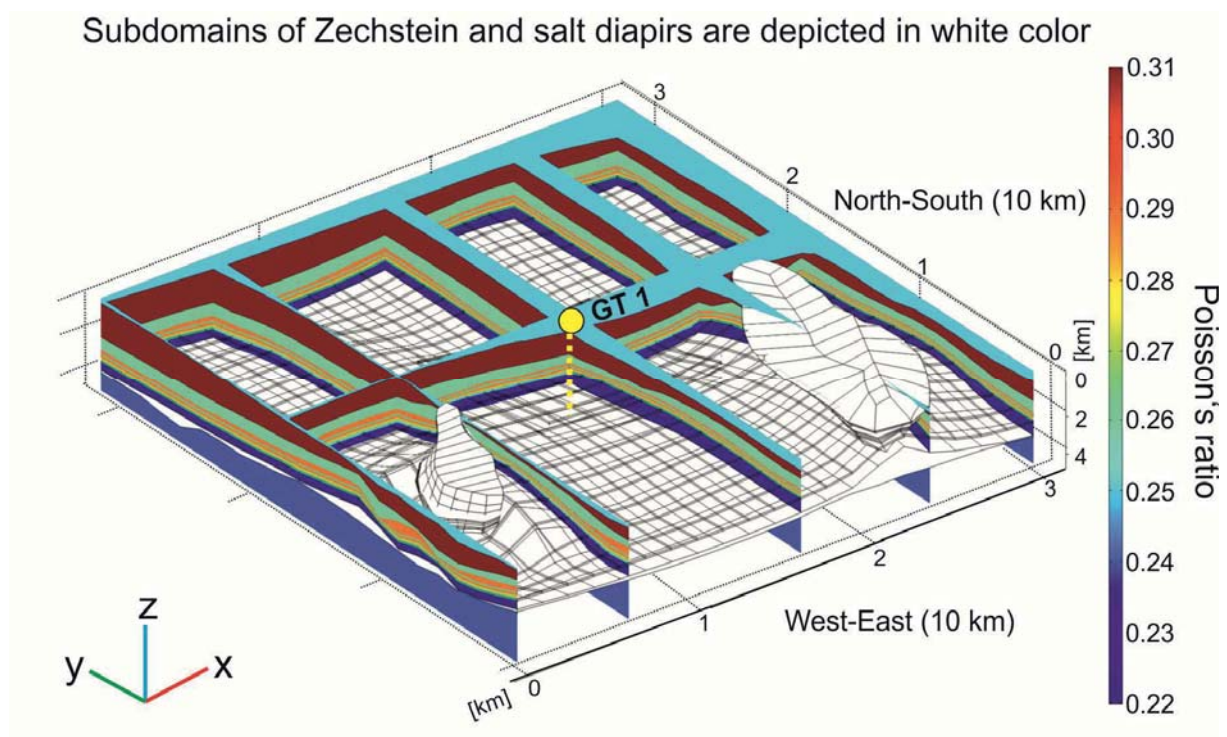 Subdomains of Zechstein and salt diapirs are depicted in white color
3
2
North-South (10 km)
1
0
[km]
0
2
4
GT 1
3
2
West-East (10 km)
1
0
[km]
z
y
x
0.31
0.30
0.29
0.28
0.27
0.26
0.25
0.24
0.23
0.22
Poisson's ratio